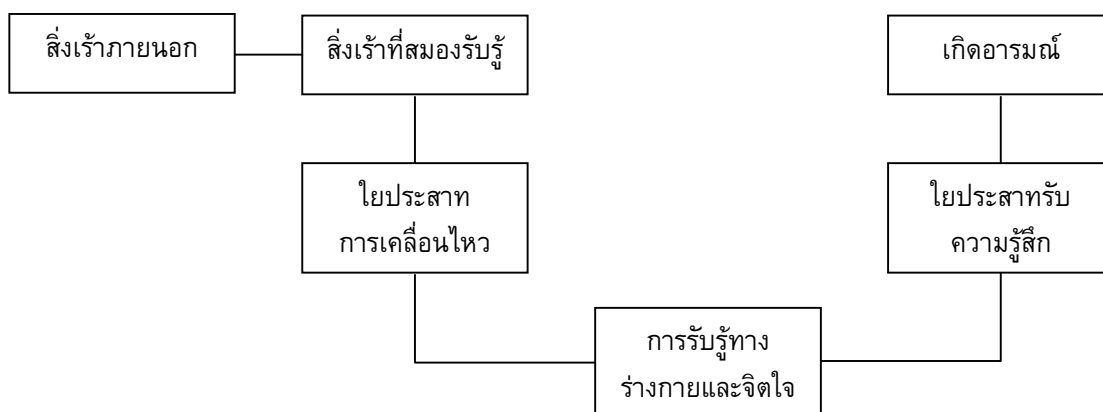 สิ่งเร้าภายนอก
สิ่งเร้าที่สมองรับรู้
เกิดอารมณ์
ใยประสาท
การเคลื่อนไหว
ใยประสาทรับ
ความรู้สึก
การรับรู้ทาง
ร่างกายและจิตใจ